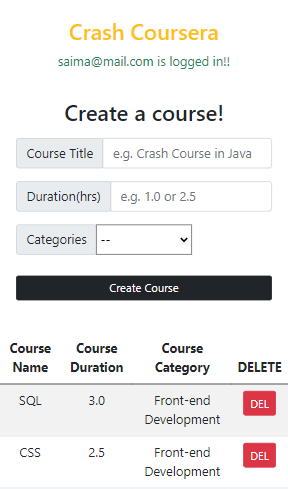 Crash Coursera
saima@mail.com is logged in!!
Create a course!
Course Title e.g. Crash Course in Java
Duration(hrs) e.g. 1.0 or 2.5
Categories --
Create Course
Course Name Course Duration Course Category DELETE
SQL 3.0 Front-end Development DEL
CSS 2.5 Front-end Development DEL